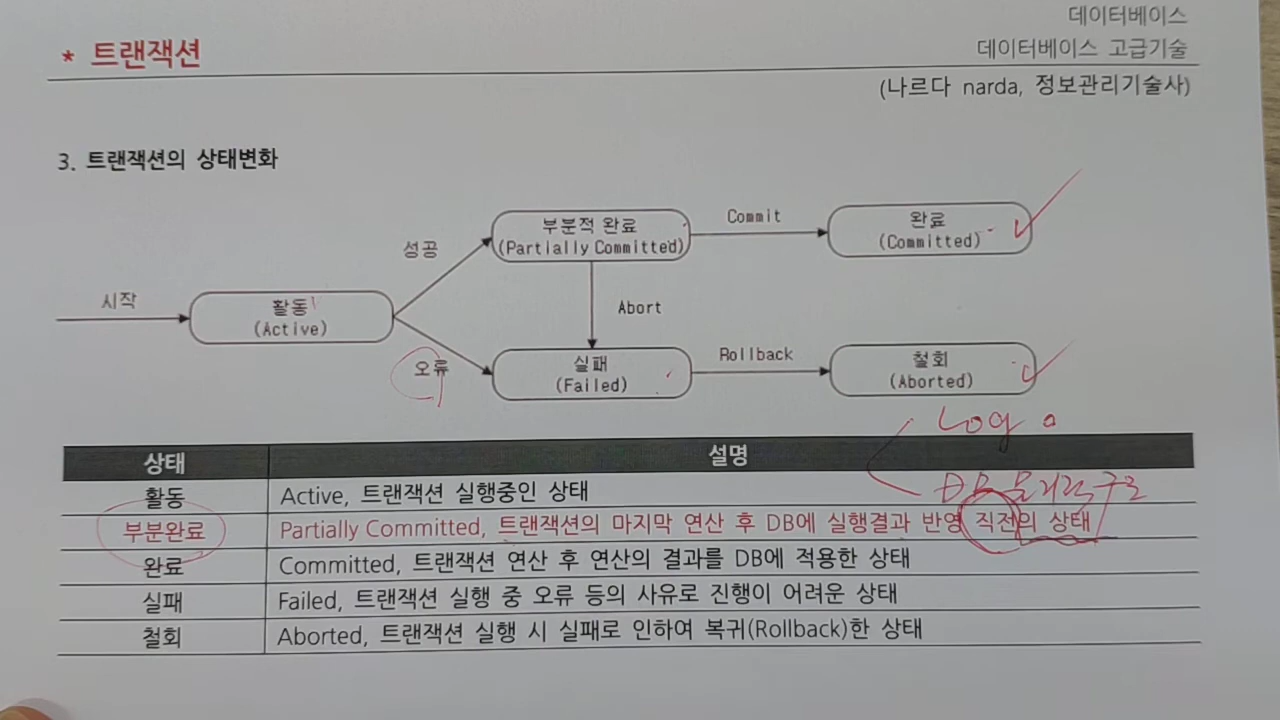 데이터베이스
* 트랜잭션
데이터베이스 고급기술
(나르다 narda, 정보관리기술사)
3. 트랜잭션의 상태변화
시작
활동
(Active)
성공
오류
부분적 완료
(Partially Committed)
Commit
완료
(Committed)
Abort
실패
(Failed)
Rollback
철회
(Aborted)
Log
DB 물리적 구조
상태 설명
활동 Active, 트랜잭션 실행중인 상태
부분완료 Partially Committed, 트랜잭션의 마지막 연산 후 DB에 실행결과 반영 직전의 상태
완료 Committed, 트랜잭션 연산 후 연산의 결과를 DB에 적용한 상태
실패 Failed, 트랜잭션 실행 중 오류 등의 사유로 진행이 어려운 상태
철회 Aborted, 트랜잭션 실행 시 실패로 인하여 복귀(Rollback)한 상태